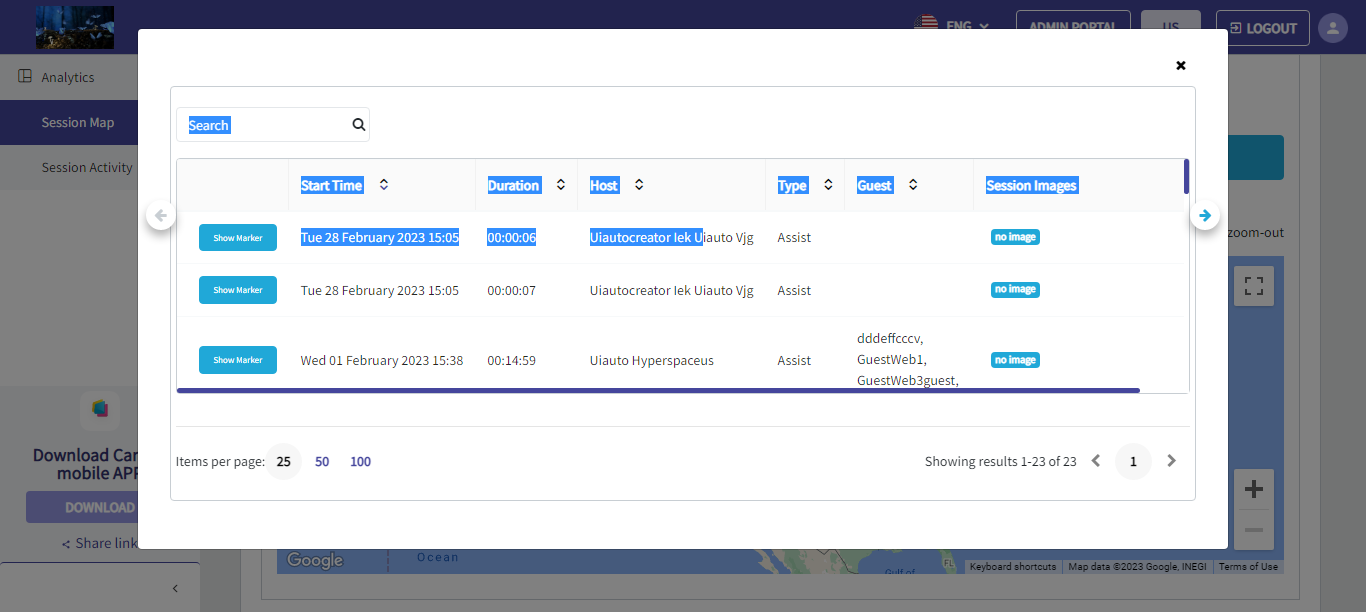 ENG
ADMIN PORTAL
US
LOGOUT
Analytics
Session Map
Session Activity
Search
Start Time
Duration
Host
Type
Guest
Session Images
Show Marker
Tue 28 February 2023 15:05
00:00:06
Uiautocreator Iek Uiauto Vjg
Assist
no image
zoom-out
Show Marker
Tue 28 February 2023 15:05
00:00:07
Uiautocreator Iek Uiauto Vjg
Assist
no image
Show Marker
Wed 01 February 2023 15:38
00:14:59
Uiauto Hyperspaceus
Assist
dddeffcccv,
GuestWeb1,
GuestWeb3guest,
no image
Items per page: 25 50 100
Showing results 1-23 of 23
1
Download Car
mobile APP
DOWNLOAD
Share link
Google
Ocean
Gulf of
FL
Keyboard shortcuts
Map data ©2023 Google, INEGI
Terms of Use